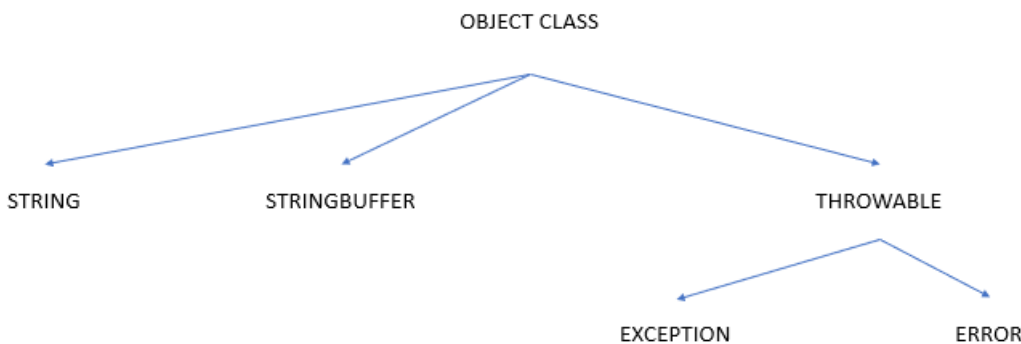 OBJECT CLASS
STRING
STRINGBUFFER
THROWABLE
EXCEPTION
ERROR